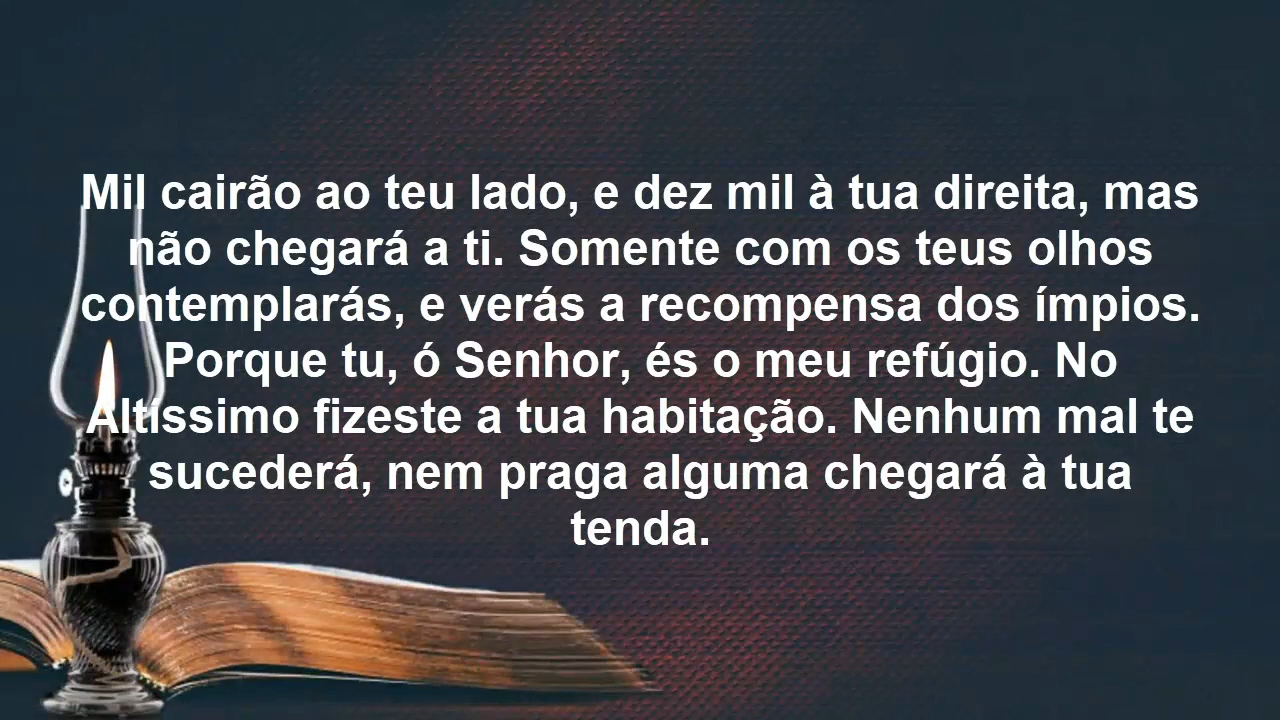 Mil cairão ao teu lado, e dez mil à tua direita, mas
não chegará a ti. Somente com os teus olhos
contemplarás, e verás a recompensa dos ímpios.
Porque tu, ó Senhor, és o meu refúgio. No
Altíssimo fizeste a tua habitação. Nenhum mal te
sucederá, nem praga alguma chegará à tua
tenda.